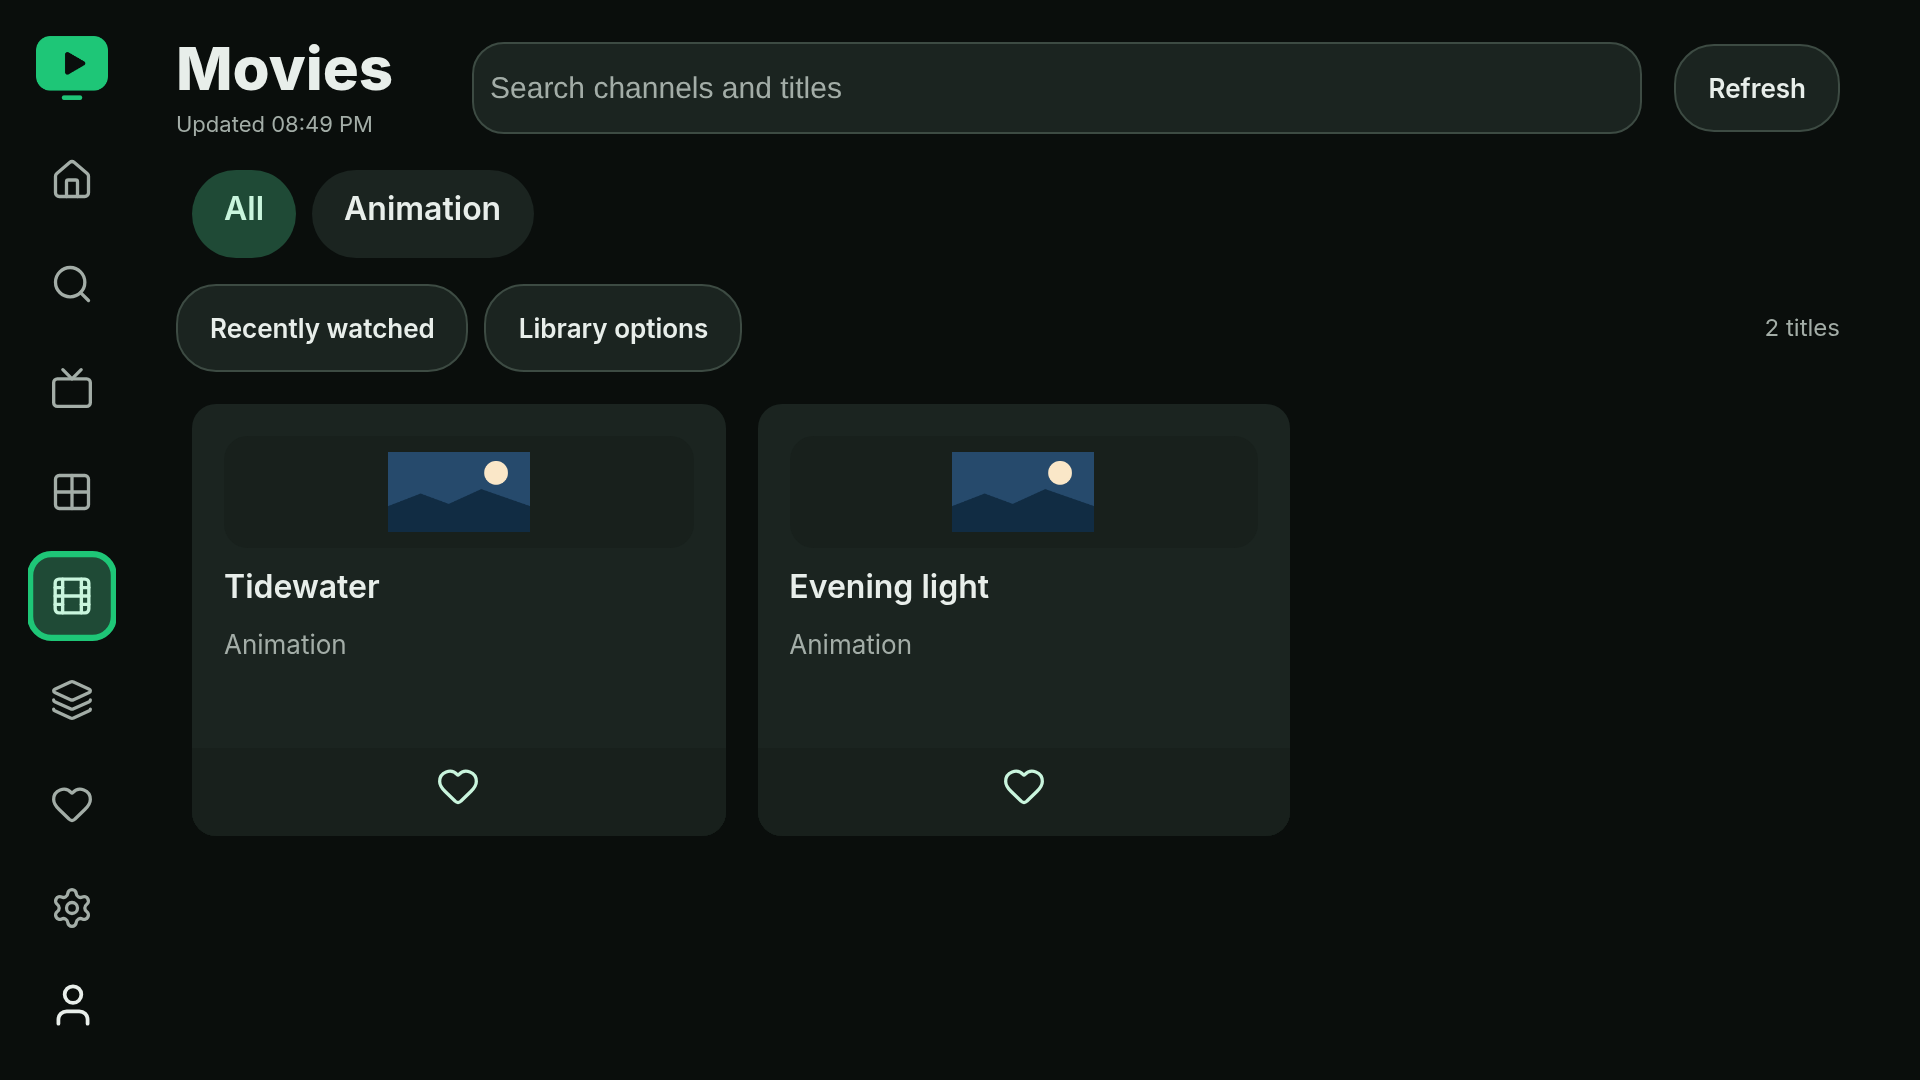 Movies
Updated 08:49 PM
Search channels and titles
Refresh
All
Animation
Recently watched
Library options
2 titles
Tidewater
Animation
Evening light
Animation